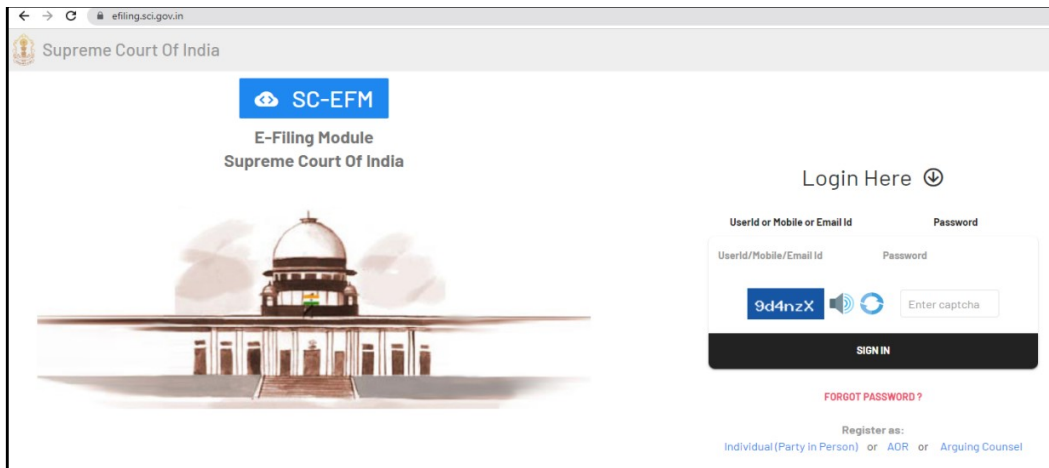 efiling.sci.gov.in
Supreme Court Of India
SC-EFM
E-Filing Module
Supreme Court Of India
Login Here
UserId or Mobile or Email Id Password
UserId/Mobile/Email Id Password
9d4nzX Enter captcha
SIGN IN
FORGOT PASSWORD ?
Register as:
Individual (Party in Person) or AOR or Arguing Counsel